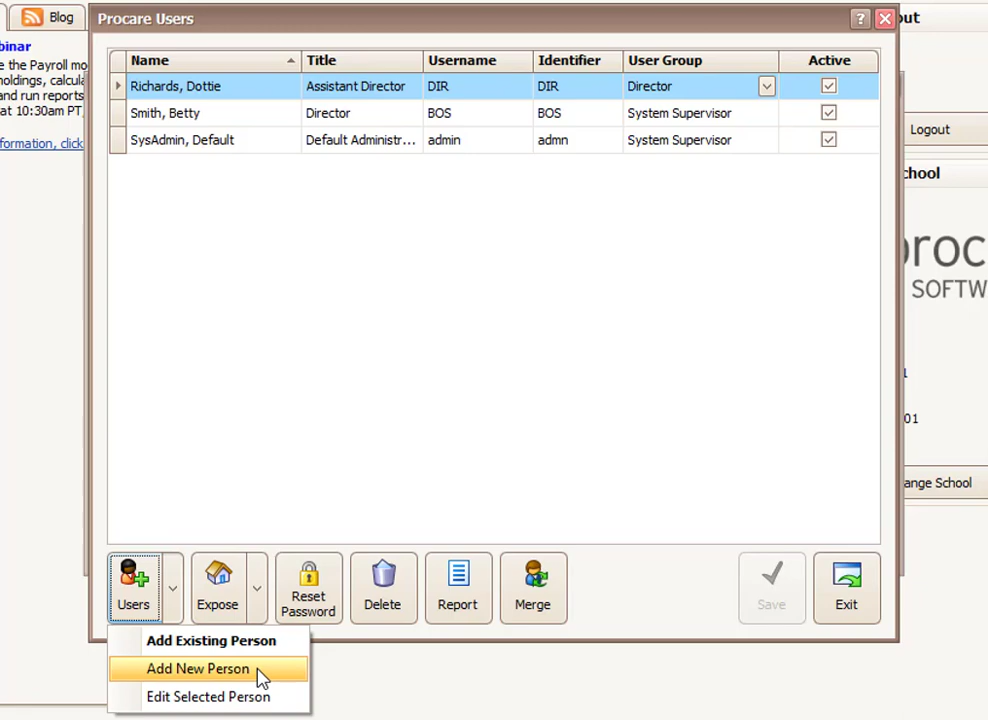 Blog
Procare Users
?
out
binar
e the Payroll mo
holdings, calcula
and run reports
at 10:30am PT,
formation, click
Name Title Username Identifier User Group Active
Richards, Dottie Assistant Director DIR DIR Director
Smith, Betty Director BOS BOS System Supervisor
SysAdmin, Default Default Administr... admin admn System Supervisor
Logout
chool
proc
SOFTW
1
01
ange School
Users
Expose
Reset
Password
Delete
Report
Merge
Save
Exit
Add Existing Person
Add New Person
Edit Selected Person